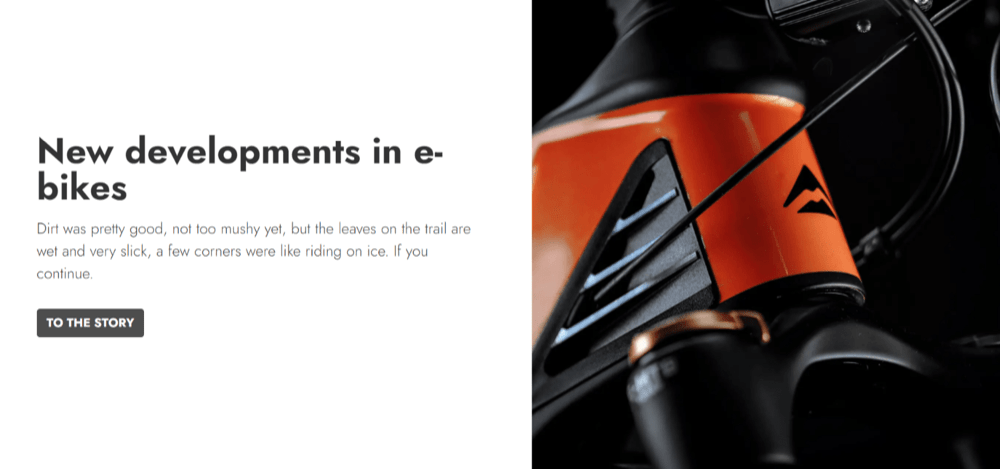 New developments in e-
bikes
Dirt was pretty good, not too mushy yet, but the leaves on the trail are
wet and very slick, a few corners were like riding on ice. If you
continue.
TO THE STORY